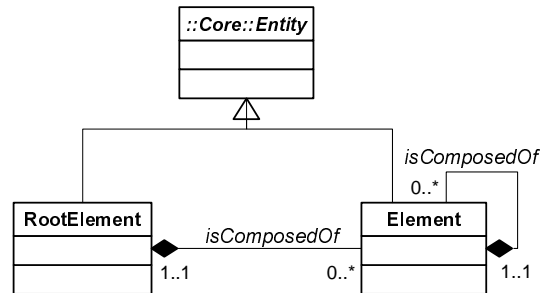 ::Core::Entity
isComposedOf
0..*
RootElement
Element
isComposedOf
1..1
0..*
1..1